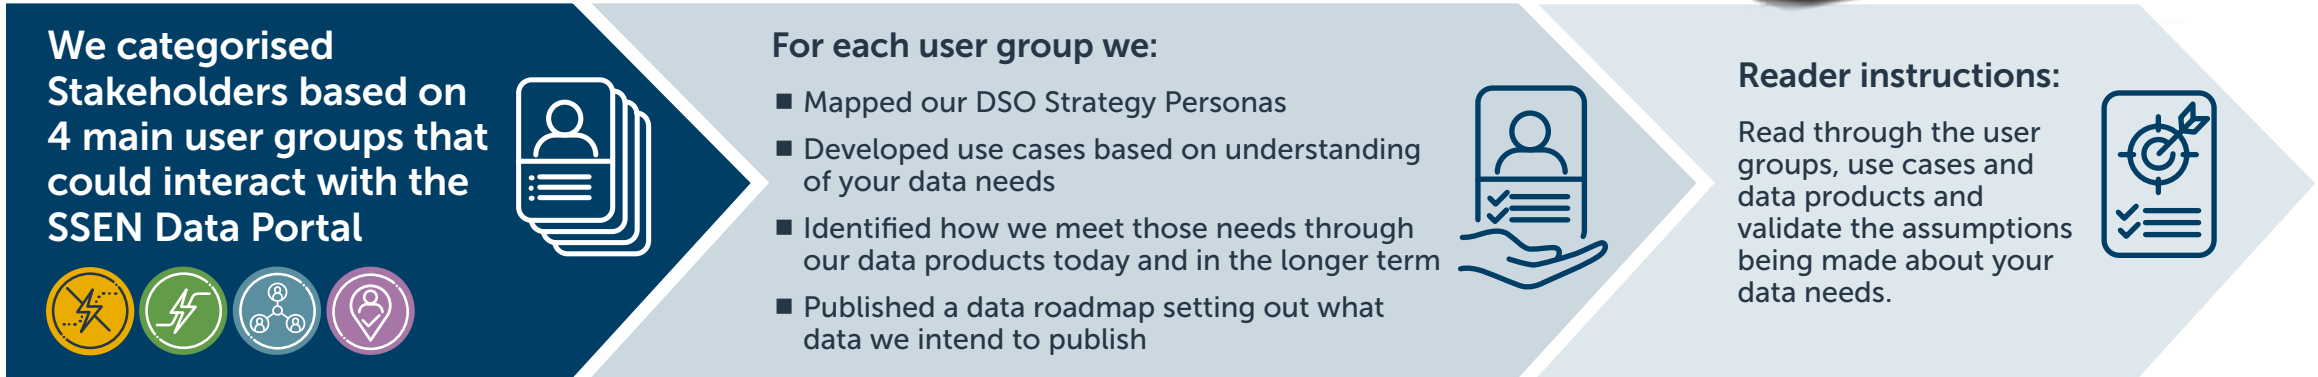 We categorised
Stakeholders based on
4 main user groups that
could interact with the
SSEN Data Portal
For each user group we:
■ Mapped our DSO Strategy Personas
■ Developed use cases based on understanding
of your data needs
■ Identified how we meet those needs through
our data products today and in the longer term
■ Published a data roadmap setting out what
data we intend to publish
Reader instructions:
Read through the user
groups, use cases and
data products and
validate the assumptions
being made about your
data needs.